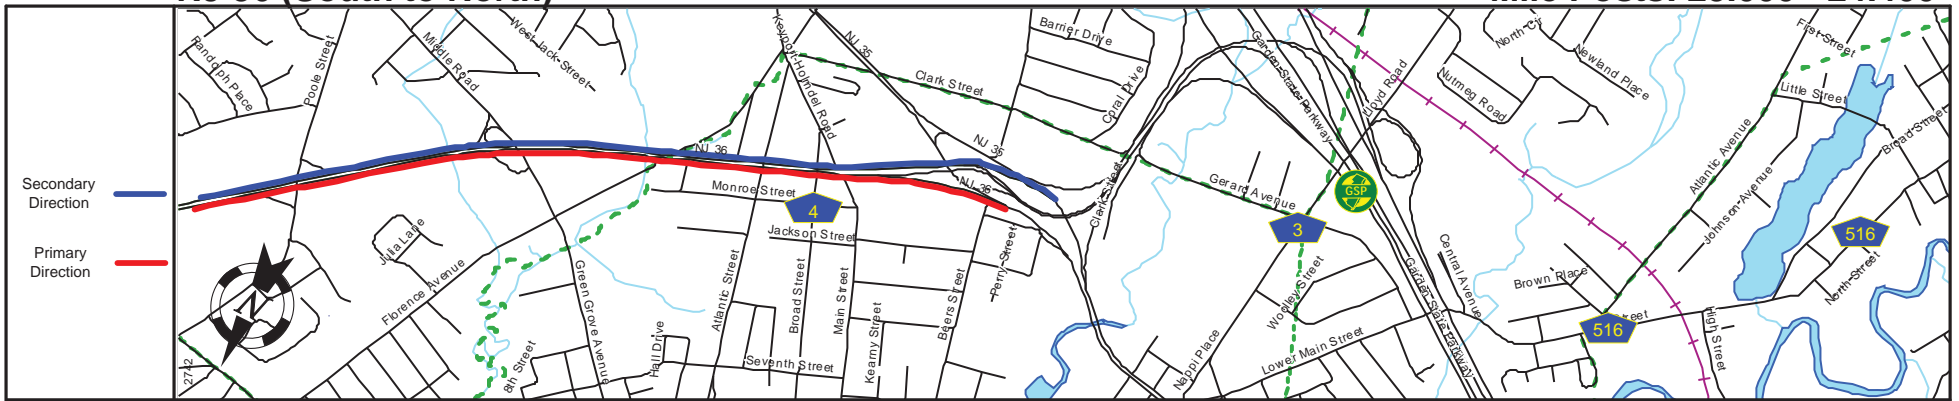 Secondary
Direction
Primary
Direction
Randolph Place
Poole Street
Middle Road
West Jack Street
Keyport-Holmdel Road
NJ 35
Clark Street
Barrier Drive
Coral Drive
Garden State Parkway
Lloyd Road
North Cir
Newland Place
Nutmeg Road
First Street
Little Street
Broad Street
NJ 36
NJ 35
NJ 36
Monroe Street
4
Jackson Street
Clark Street
Gerard Avenue
GSP
3
Atlantic Avenue
Johnson Avenue
516
North Street
Julia Lane
Florence Avenue
Green Grove Avenue
Atlantic Street
Broad Street
Main Street
Kearny Street
Beers Street
Perry Street
Woolley Street
Garden State Parkway
Central Avenue
Brown Place
516
Street
High Street
2742
8th Street
Hall Drive
Seventh Street
Nappi Place
Lower Main Street